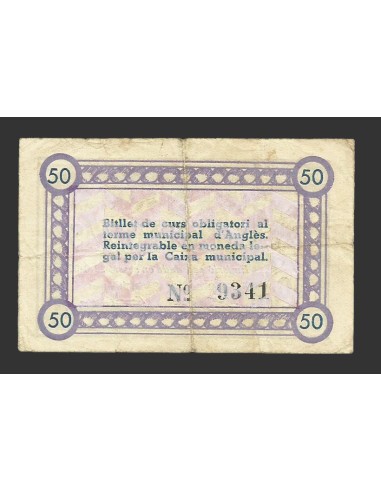 50 50
Bitllet de curs obligatori al
terme municipal d'Anglès.
Reintegrable en moneda le-
gal per la Caixa municipal.
Nº 9341
50 50